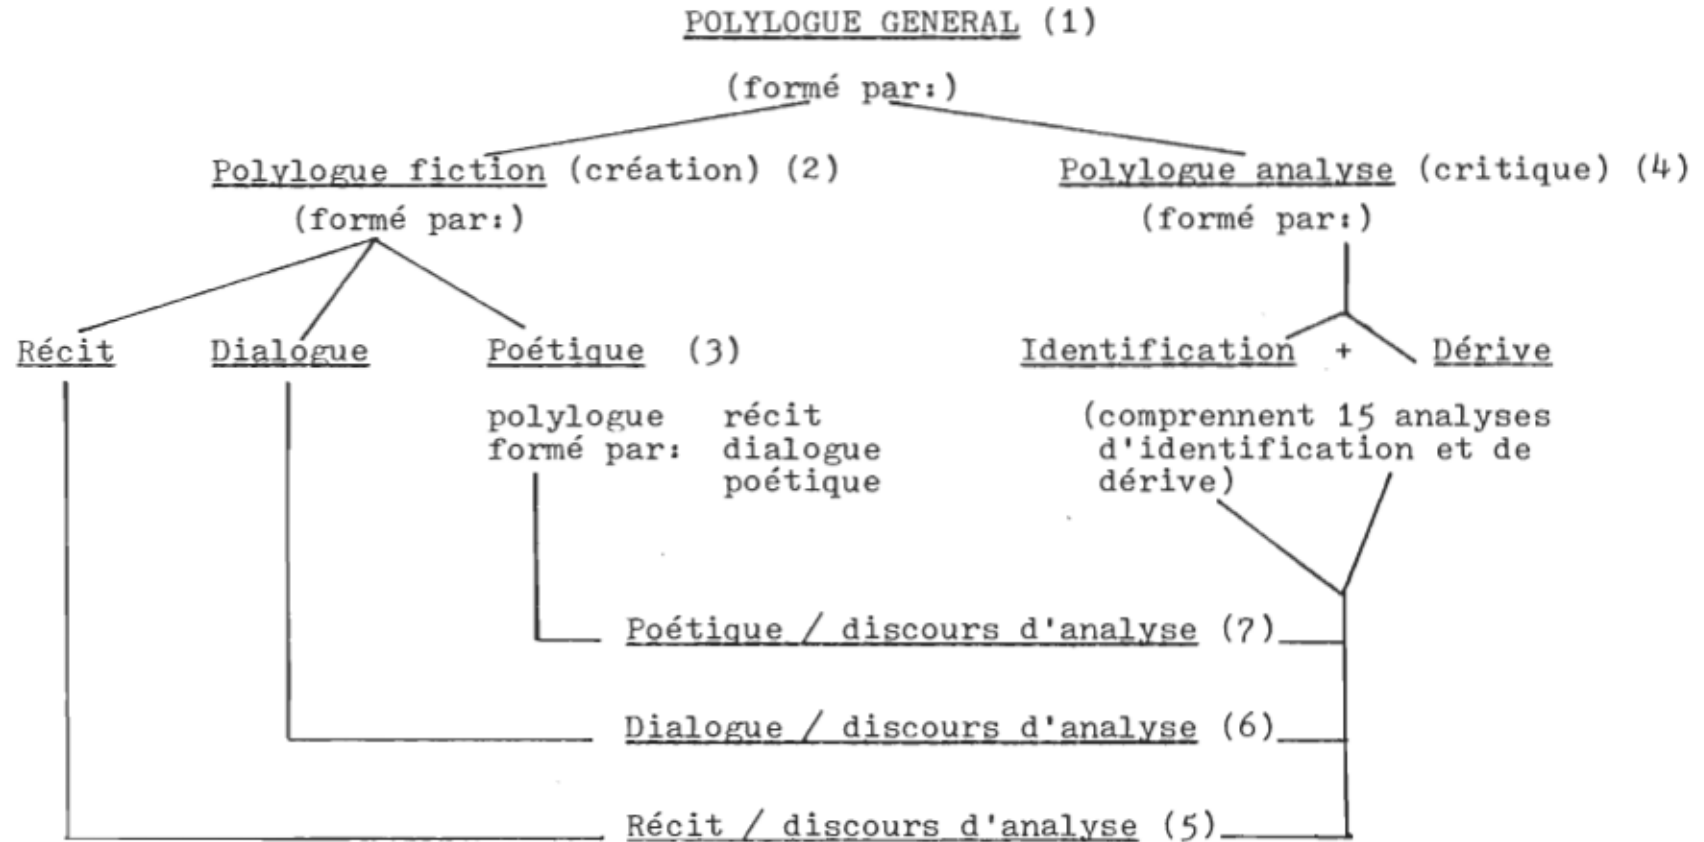 POLYLOGUE GENERAL (1)
(formé par:)
Polylogue fiction (création) (2)
Polylogue analyse (critique) (4)
(formé par:)
(formé par:)
Récit
Dialogue
Poétique (3)
Identification + Dérive
polylogue récit
formé par: dialogue
poétique
(comprennent 15 analyses
d'identification et de
dérive)
Poétique / discours d'analyse (7)
Dialogue / discours d'analyse (6)
Récit / discours d'analyse (5)